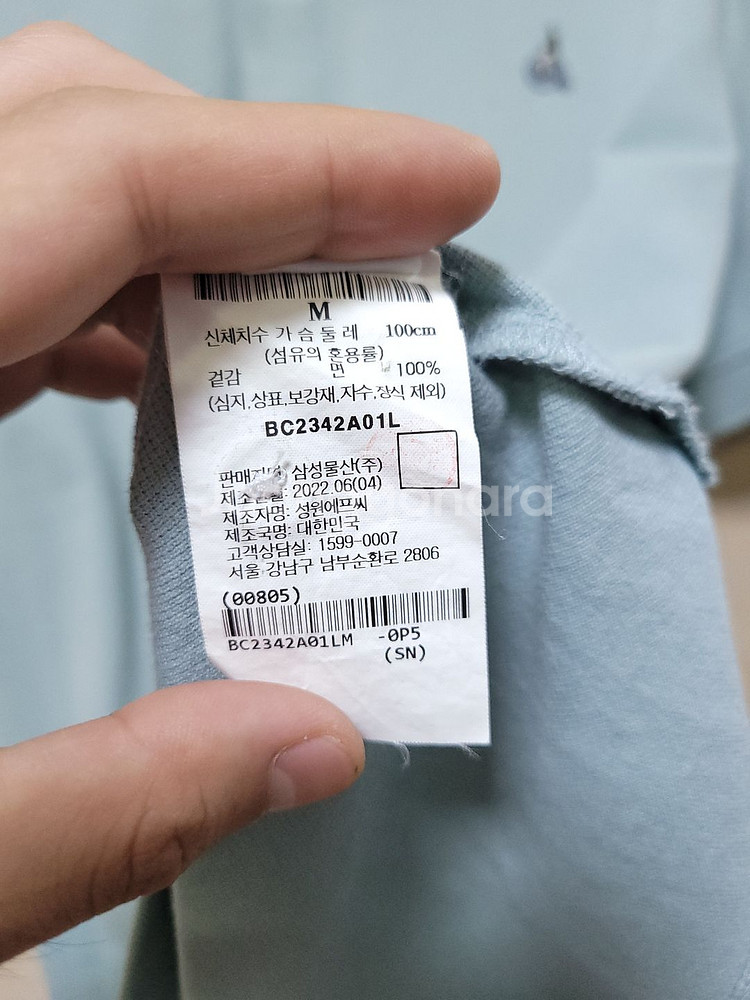 M
신체치수 가슴둘레 100cm
(섬유의 혼용률)
겉감 면 100%
(심지,상표,보강재,자수,장식 제외)
BC2342A01L
삼성물산(주)
2022.06(04)
제조자명: 성원에프씨
제조국명: 대한민국
고객상담실: 1599-0007
서울 강남구 남부순환로 2806
(00805)
BC2342A01LM -0P5
(SN)